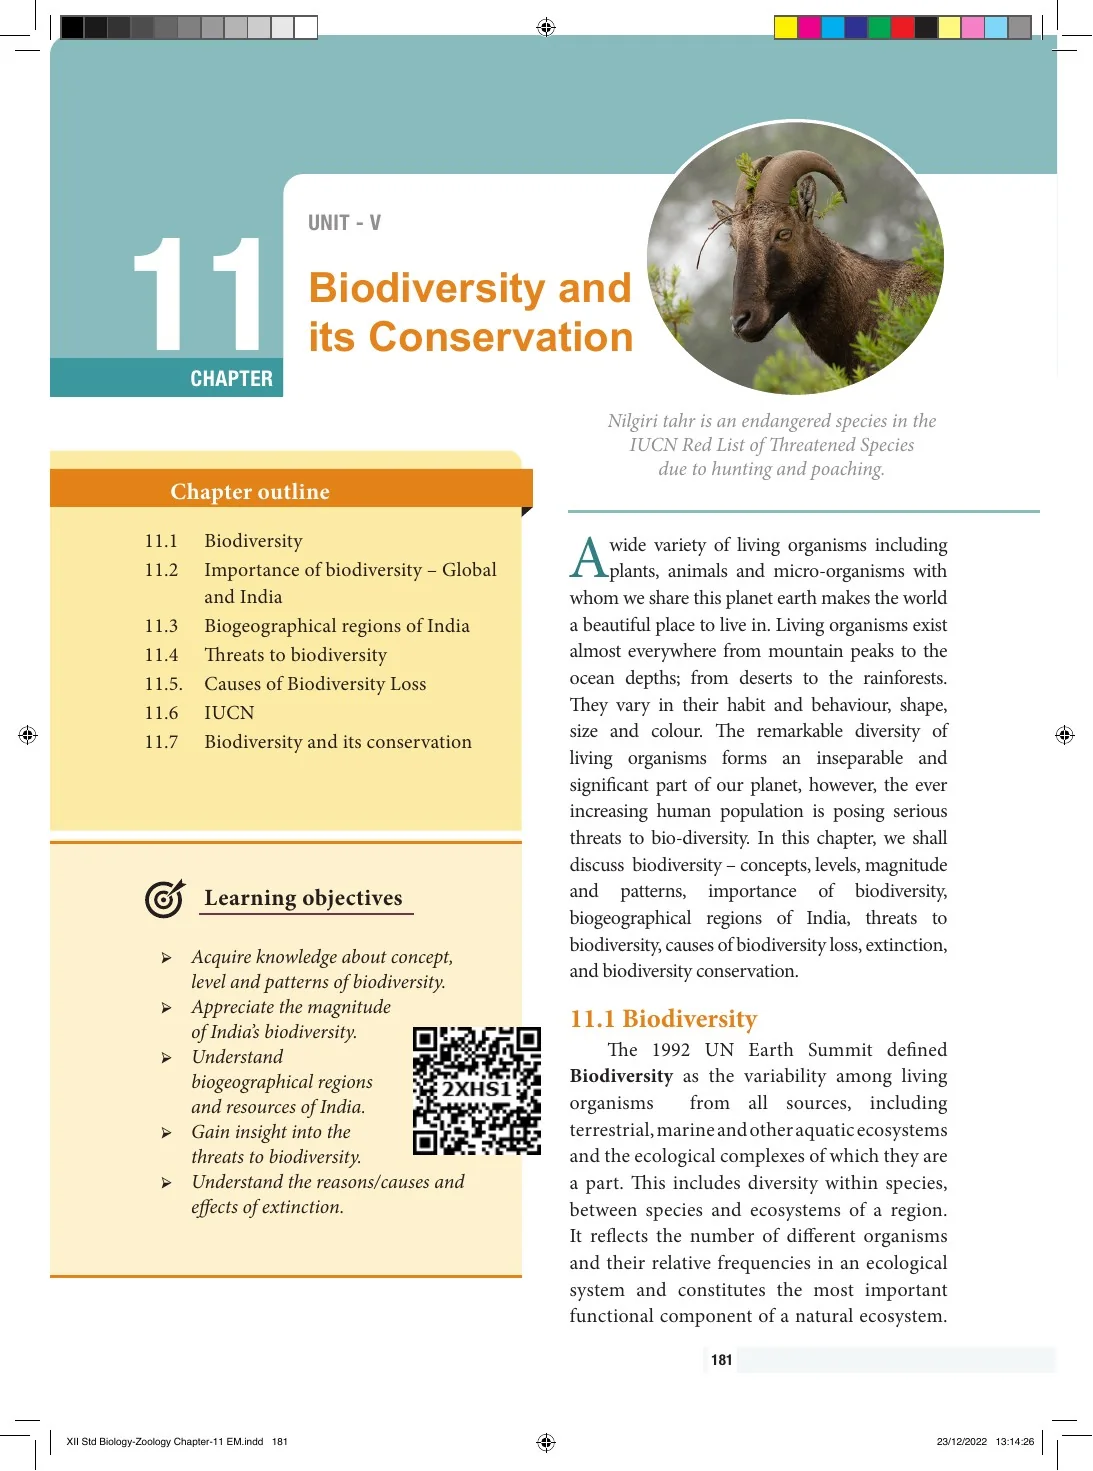 UNIT - V
11
CHAPTER
Biodiversity and
its Conservation
Nilgiri tahr is an endangered species in the
IUCN Red List of Threatened Species
due to hunting and poaching.
Chapter outline
11.1 Biodiversity
11.2 Importance of biodiversity – Global
and India
11.3 Biogeographical regions of India
11.4 Threats to biodiversity
11.5. Causes of Biodiversity Loss
11.6 IUCN
11.7 Biodiversity and its conservation
Learning objectives
➢ Acquire knowledge about concept,
level and patterns of biodiversity.
➢ Appreciate the magnitude
of India’s biodiversity.
➢ Understand
biogeographical regions
and resources of India.
➢ Gain insight into the
threats to biodiversity.
➢ Understand the reasons/causes and
effects of extinction.
2XHS1
A wide variety of living organisms including
plants, animals and micro-organisms with
whom we share this planet earth makes the world
a beautiful place to live in. Living organisms exist
almost everywhere from mountain peaks to the
ocean depths; from deserts to the rainforests.
They vary in their habit and behaviour, shape,
size and colour. The remarkable diversity of
living organisms forms an inseparable and
significant part of our planet, however, the ever
increasing human population is posing serious
threats to bio-diversity. In this chapter, we shall
discuss biodiversity – concepts, levels, magnitude
and patterns, importance of biodiversity,
biogeographical regions of India, threats to
biodiversity, causes of biodiversity loss, extinction,
and biodiversity conservation.
11.1 Biodiversity
The 1992 UN Earth Summit defined
Biodiversity as the variability among living
organisms from all sources, including
terrestrial, marine and other aquatic ecosystems
and the ecological complexes of which they are
a part. This includes diversity within species,
between species and ecosystems of a region.
It reflects the number of different organisms
and their relative frequencies in an ecological
system and constitutes the most important
functional component of a natural ecosystem.
181
XII Std Biology-Zoology Chapter-11 EM.indd 181
23/12/2022 13:14:26